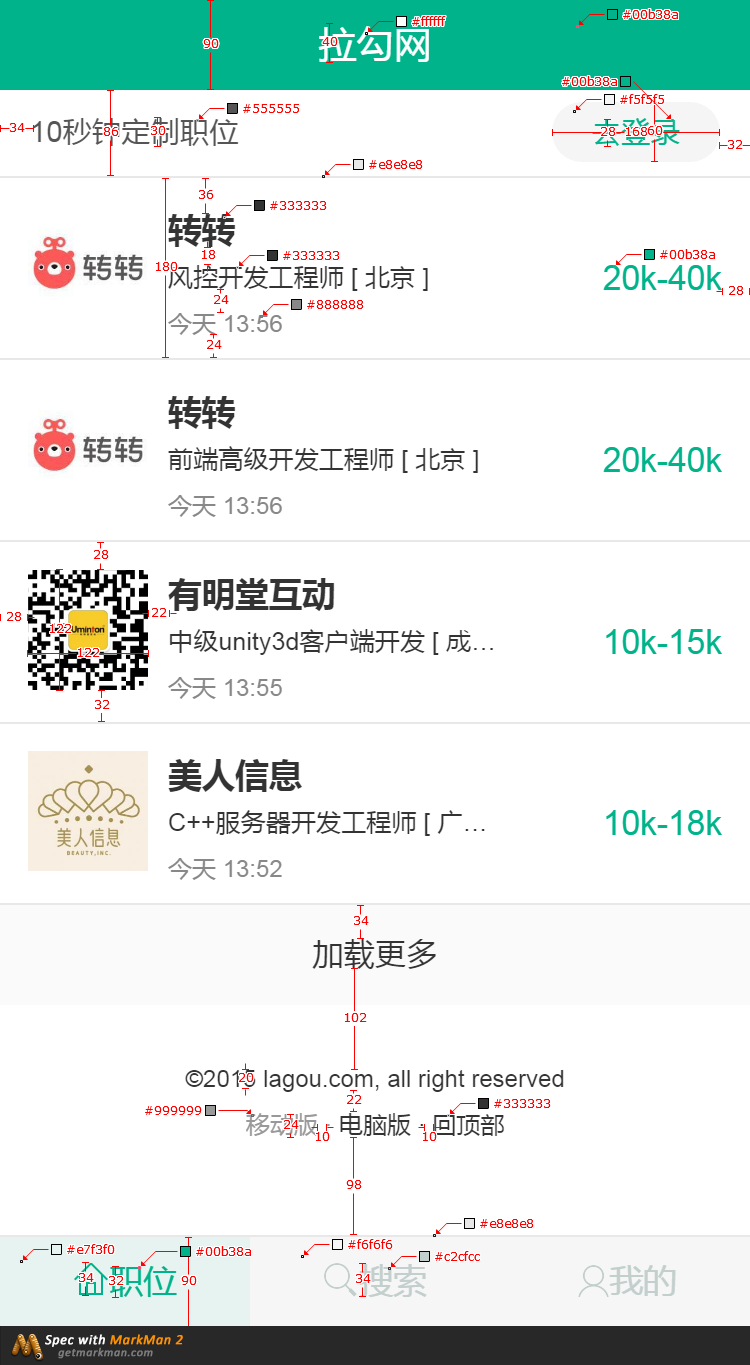 90
40
#ffffff
#00b38a
拉勾网
#00b38a
#f5f5f5
34
86
30
#555555
10秒钟定制职位
28
168
60
去登录
32
#e8e8e8
36
#333333
转转
转转
180
18
#333333
#00b38a
风控开发工程师 [ 北京 ]
20k-40k
28
24
#888888
今天 13:56
24
转转
转转
前端高级开发工程师 [ 北京 ]
20k-40k
今天 13:56
28
有明堂互动
28
122
122
Uminton
22
中级unity3d客户端开发 [ 成…
10k-15k
今天 13:55
32
美人信息
美人信息
BEAUTY,INC.
C++服务器开发工程师 [ 广…
10k-18k
今天 13:52
34
加载更多
102
20
©2015 lagou.com, all right reserved
22
#999999
#333333
24
移动版 · 电脑版 · 回顶部
10
10
98
#e8e8e8
#e7f3f0
#00b38a
#f6f6f6
#c2cfcc
34
32
90
职位
34
搜索
我的
Spec with MarkMan 2
getmarkman.com